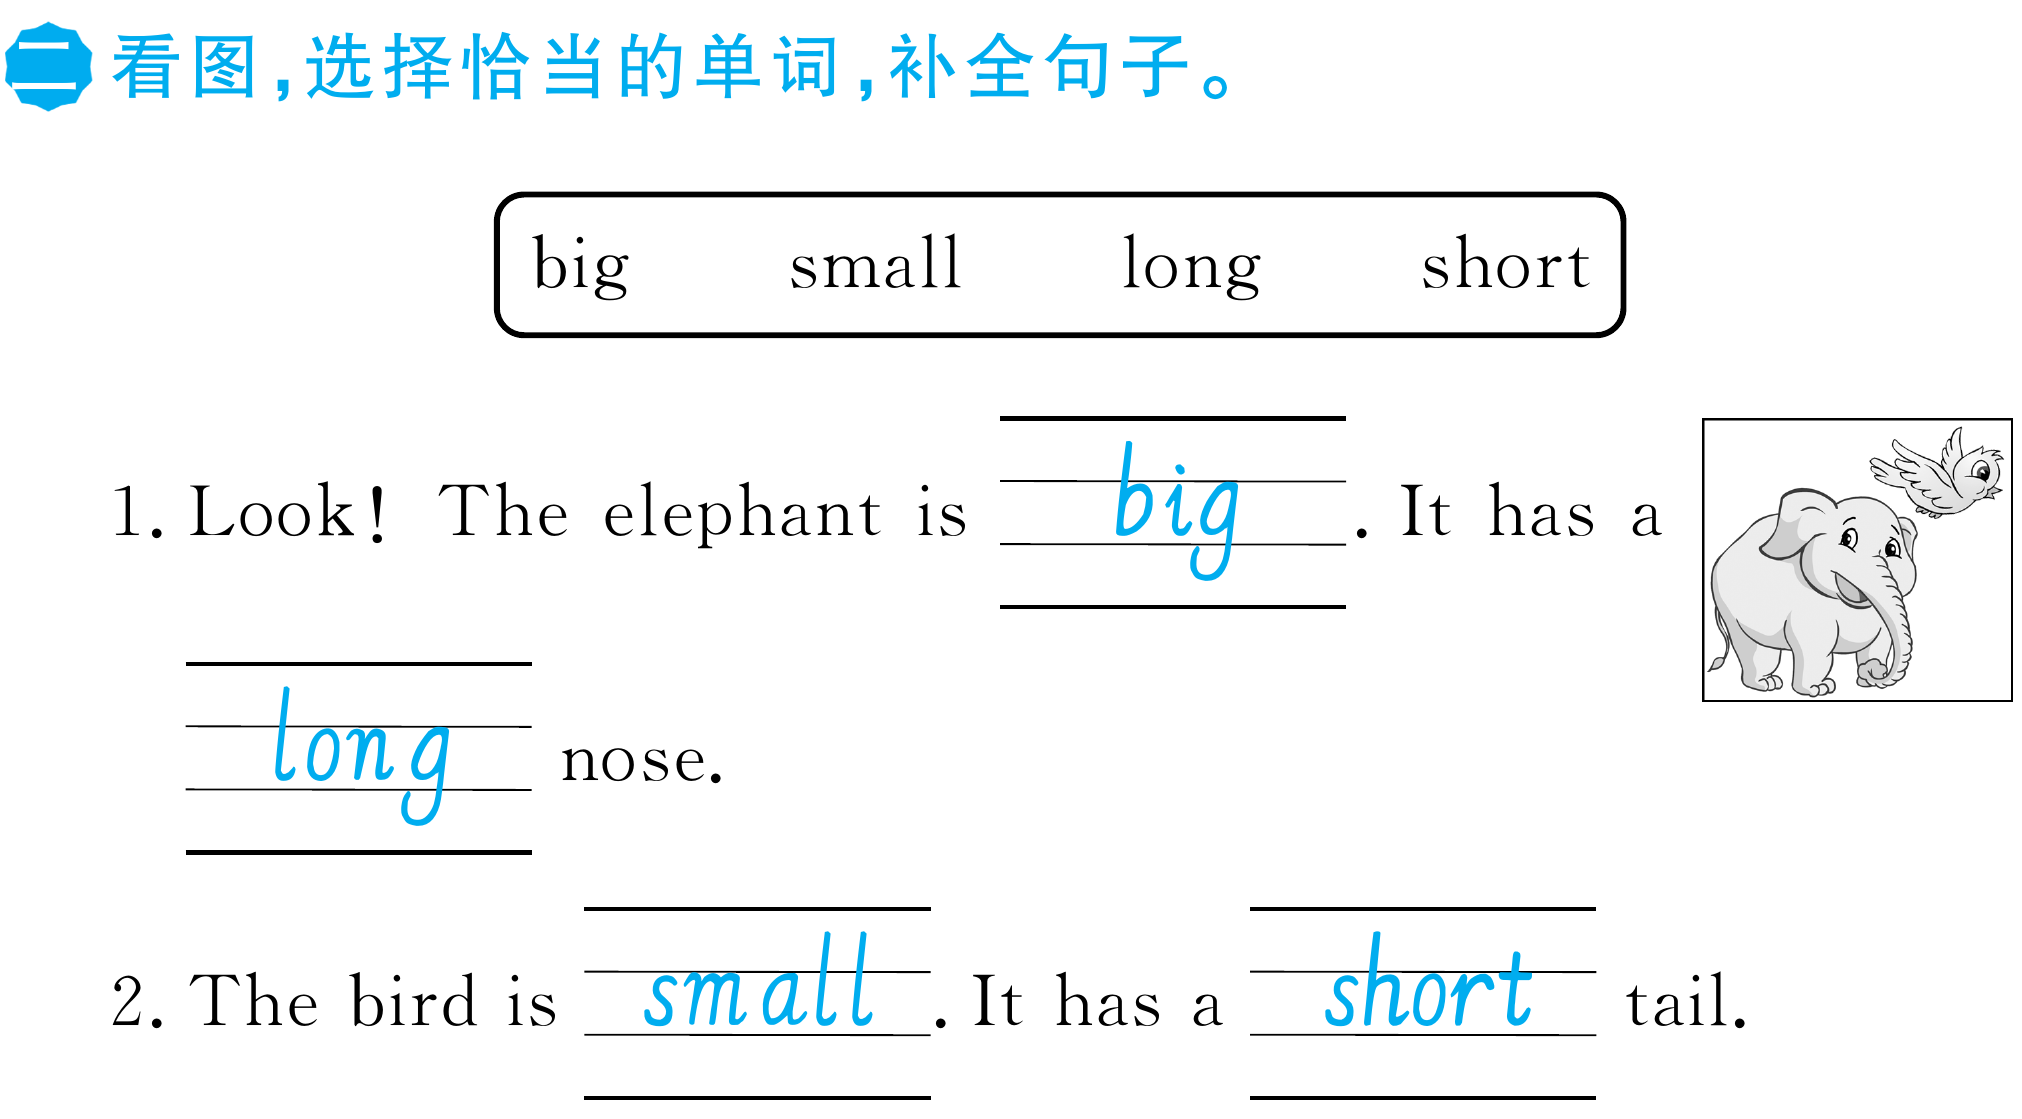 二 看图,选择恰当的单词,补全句子。
big small long short
1. Look! The elephant is big. It has a
long nose.
2. The bird is small. It has a short tail.